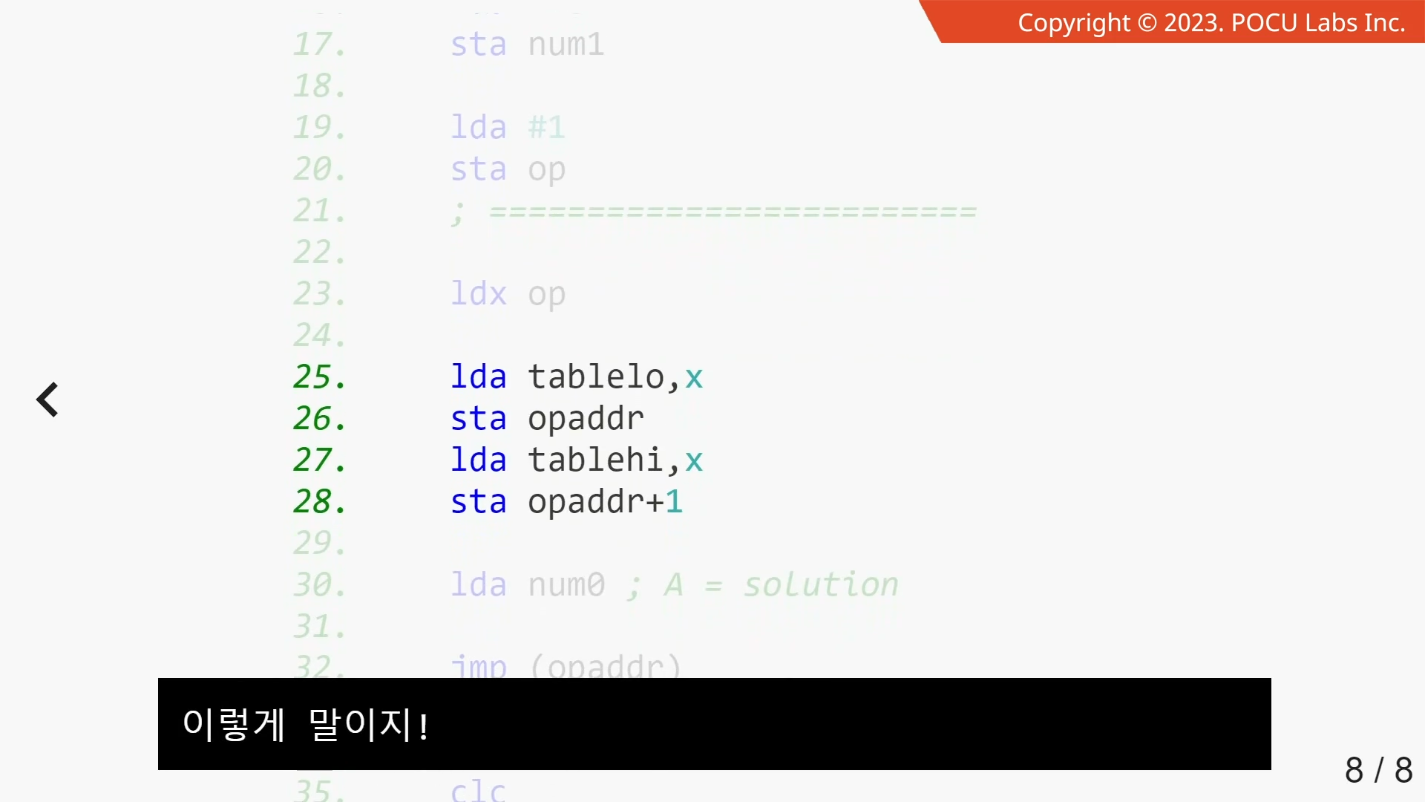 Copyright © 2023. POCU Labs Inc.
17. sta num1
18.
19. lda #1
20. sta op
21. ; =========================
22.
23. ldx op
24.
25. lda tablelo,x
26. sta opaddr
27. lda tablehi,x
28. sta opaddr+1
29.
30. lda num0 ; A = solution
31.
32. jmp (opaddr)
이렇게 말이지!
35. clc
8 / 8